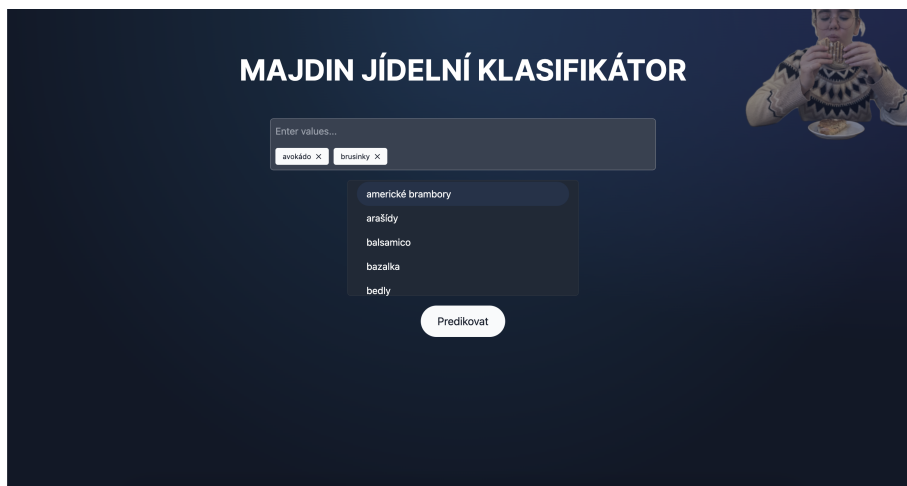 MAJDIN JÍDELNÍ KLASIFIKÁTOR
Enter values...
avokádo × brusinky ×
americké brambory
arašídy
balsamico
bazalka
bedly
Predikovat